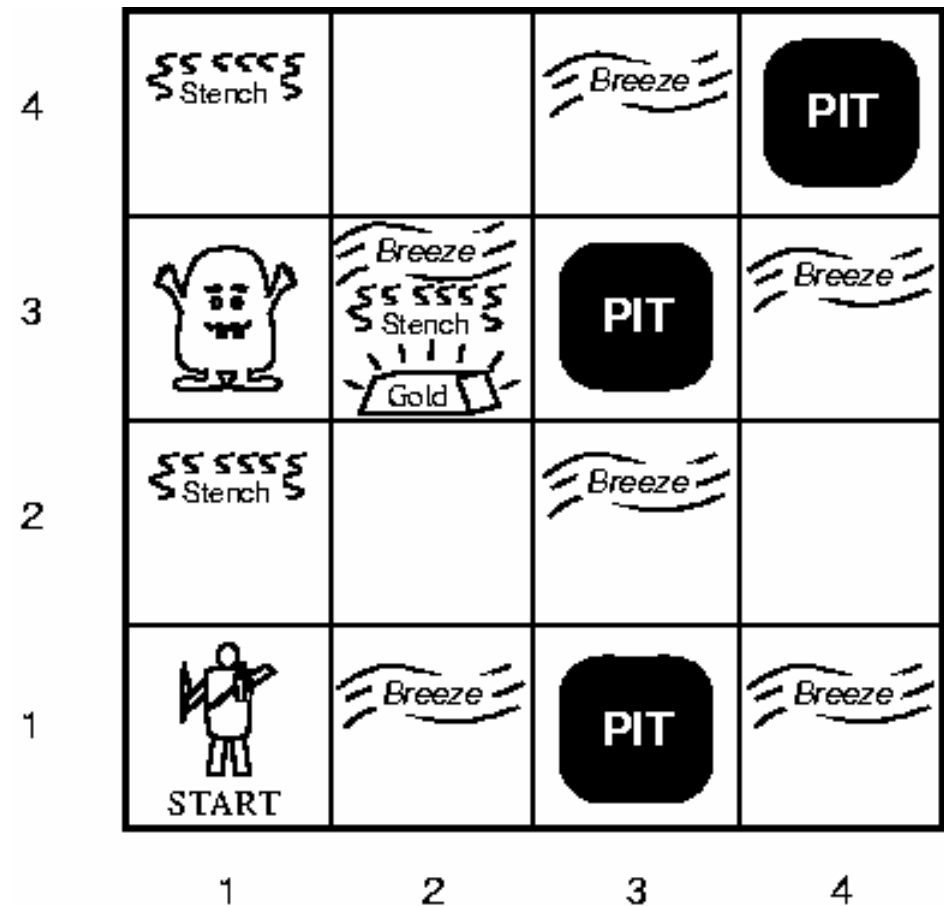 4
Stench
Breeze
PIT
3
Breeze
Stench
Gold
PIT
Breeze
2
Stench
Breeze
1
START
Breeze
PIT
Breeze
1 2 3 4